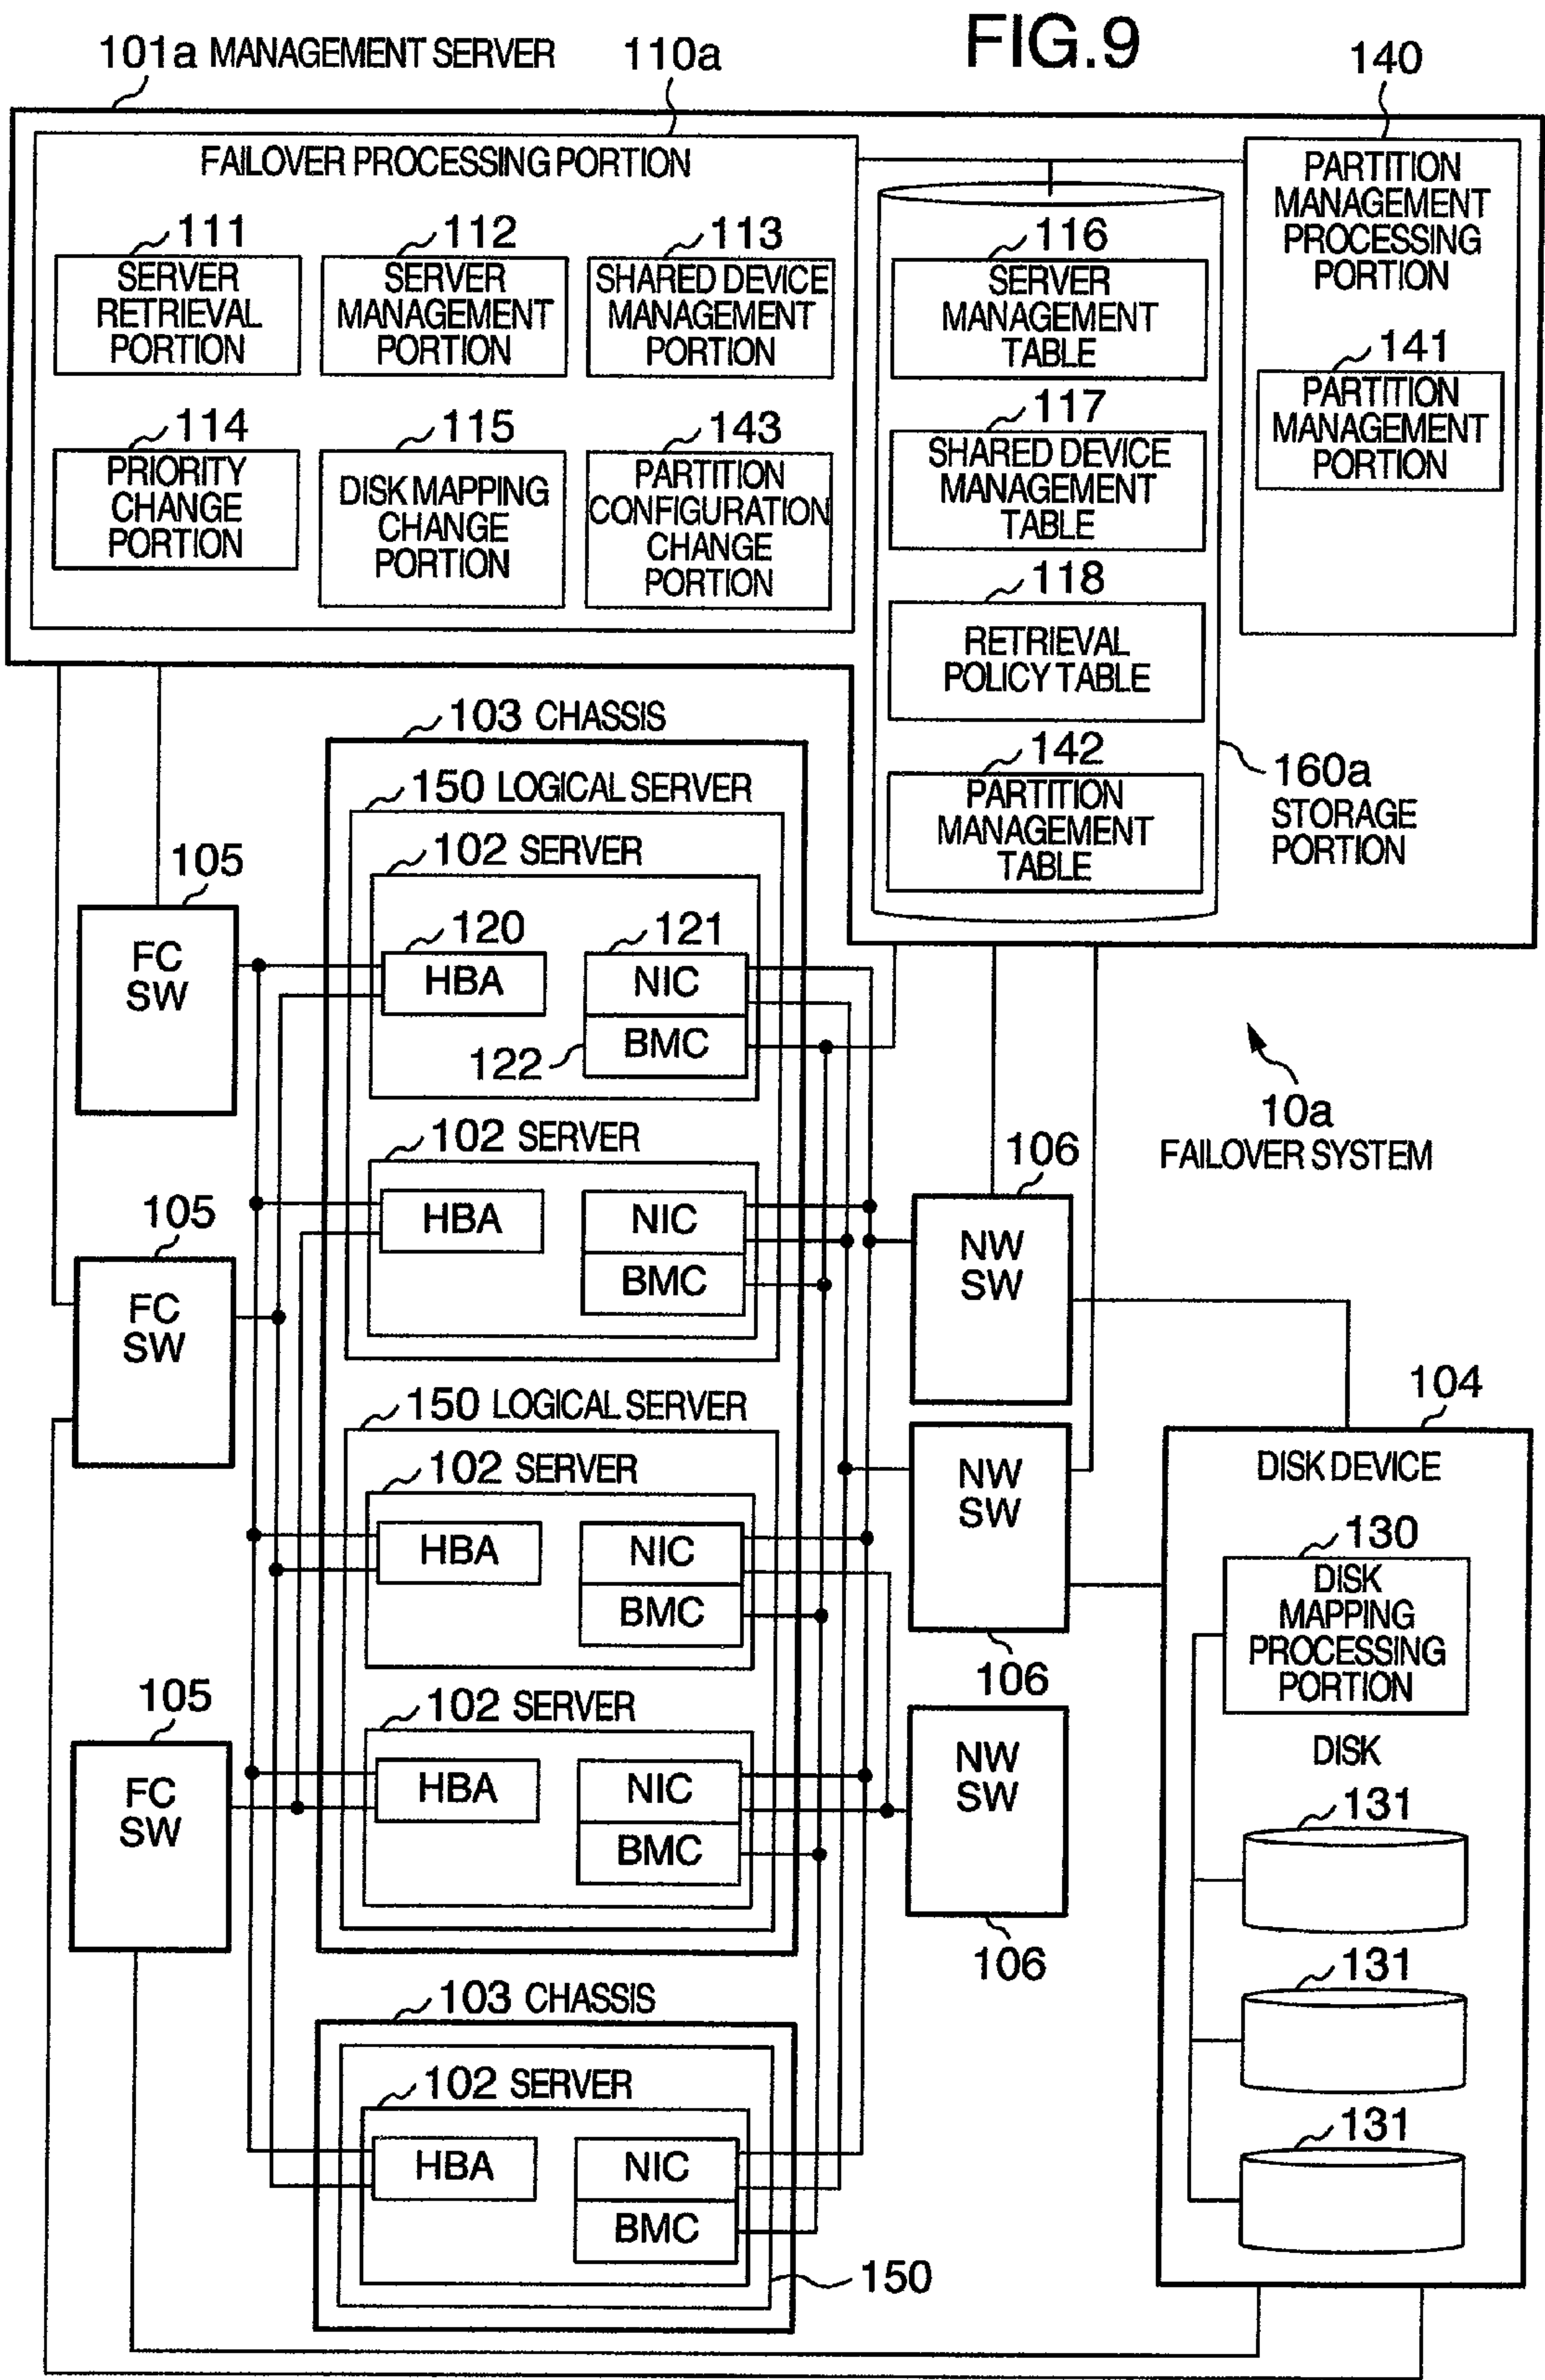 FIG.9
101a MANAGEMENT SERVER
110a
140
FAILOVER PROCESSING PORTION
111
SERVER
RETRIEVAL
PORTION
112
SERVER
MANAGEMENT
PORTION
113
SHARED DEVICE
MANAGEMENT
PORTION
114
PRIORITY
CHANGE
PORTION
115
DISK MAPPING
CHANGE
PORTION
143
PARTITION
CONFIGURATION
CHANGE
PORTION
116
SERVER
MANAGEMENT
TABLE
117
SHARED DEVICE
MANAGEMENT
TABLE
118
RETRIEVAL
POLICY TABLE
142
PARTITION
MANAGEMENT
TABLE
PARTITION
MANAGEMENT
PROCESSING
PORTION
141
PARTITION
MANAGEMENT
PORTION
160a
STORAGE
PORTION
103 CHASSIS
150 LOGICAL SERVER
102 SERVER
120
HBA
121
NIC
BMC
122
102 SERVER
HBA
NIC
BMC
150 LOGICAL SERVER
102 SERVER
HBA
NIC
BMC
102 SERVER
HBA
NIC
BMC
103 CHASSIS
102 SERVER
HBA
NIC
BMC
150
105
FC
SW
105
FC
SW
105
FC
SW
106
NW
SW
NW
SW
106
NW
SW
106
10a
FAILOVER SYSTEM
104
DISK DEVICE
130
DISK
MAPPING
PROCESSING
PORTION
DISK
131
131
131